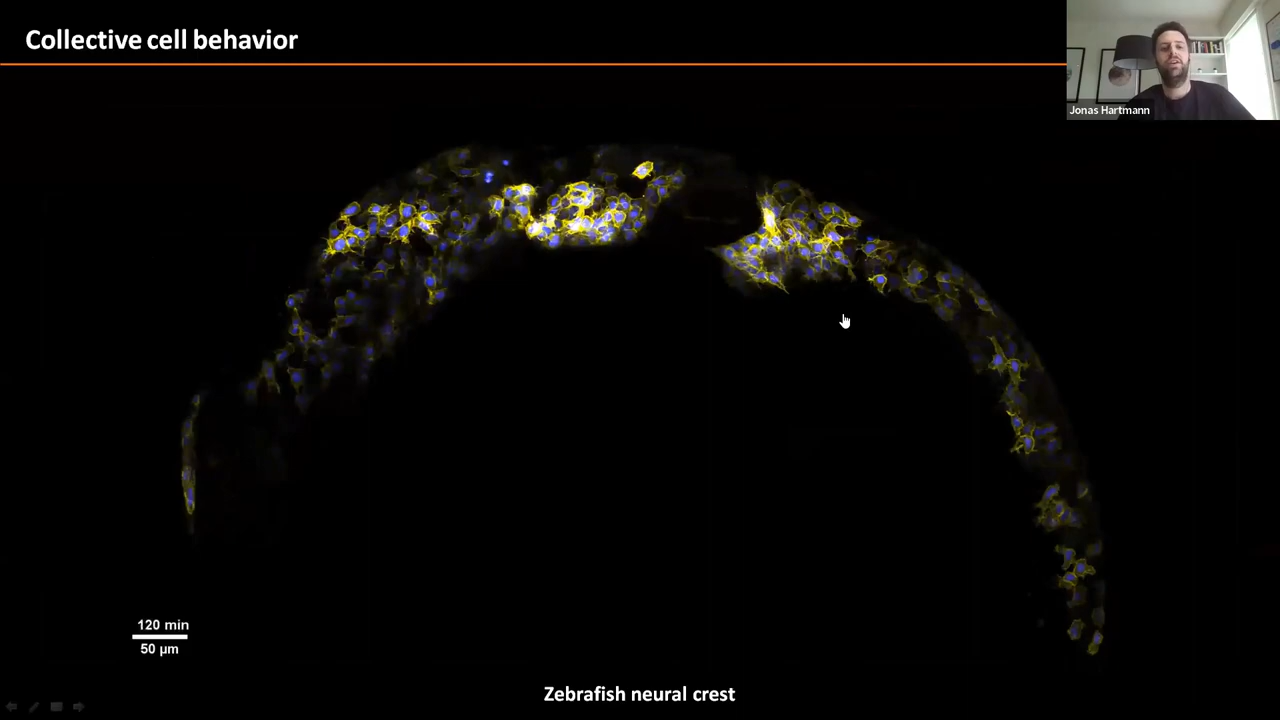 Collective cell behavior
Jonas Hartmann
120 min
50 µm
Zebrafish neural crest